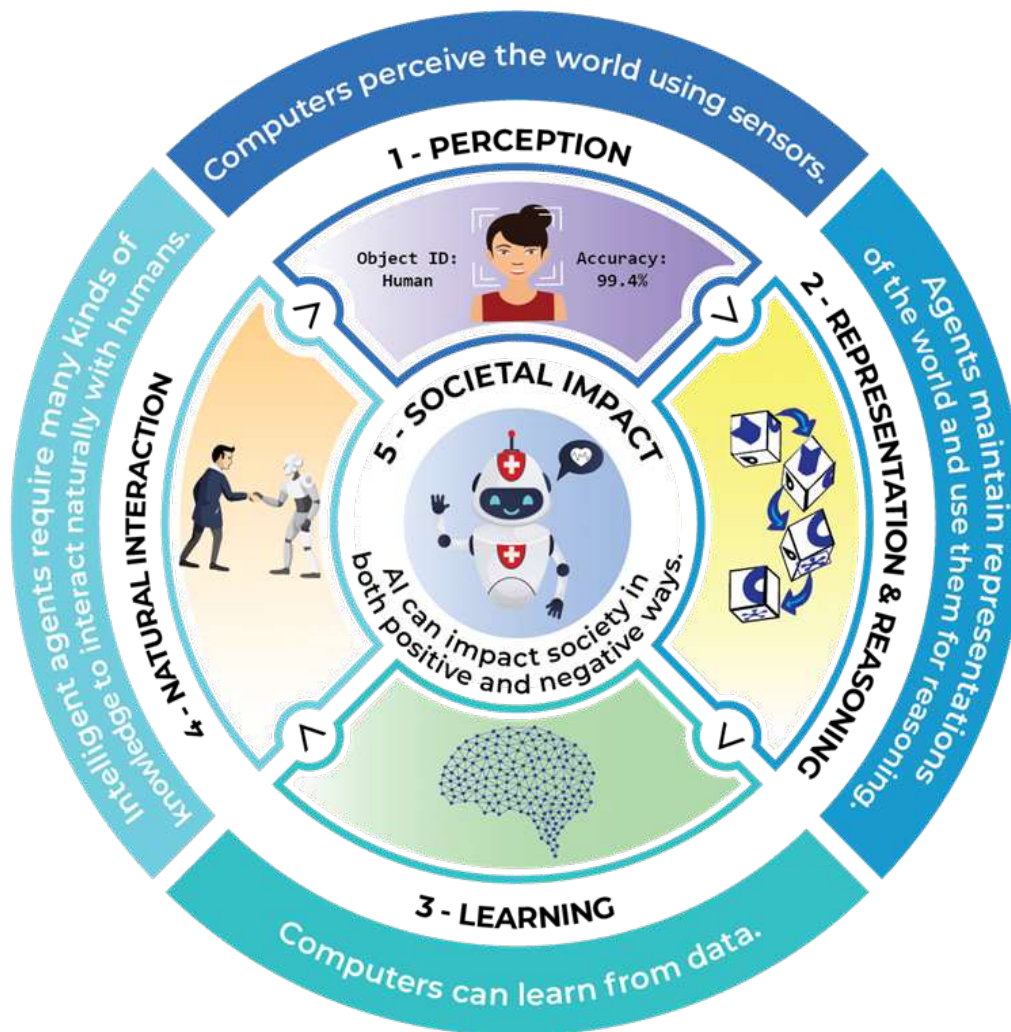 Computers perceive the world using sensors.
1 - PERCEPTION
Object ID:
Human
Accuracy:
99.4%
Agents maintain representations
of the world and use them for reasoning.
2 - REPRESENTATION & REASONING
Computers can learn from data.
3 - LEARNING
Intelligent agents require many kinds of
knowledge to interact naturally with humans.
4 - NATURAL INTERACTION
5 - SOCIETAL IMPACT
AI can impact society in
both positive and negative ways.